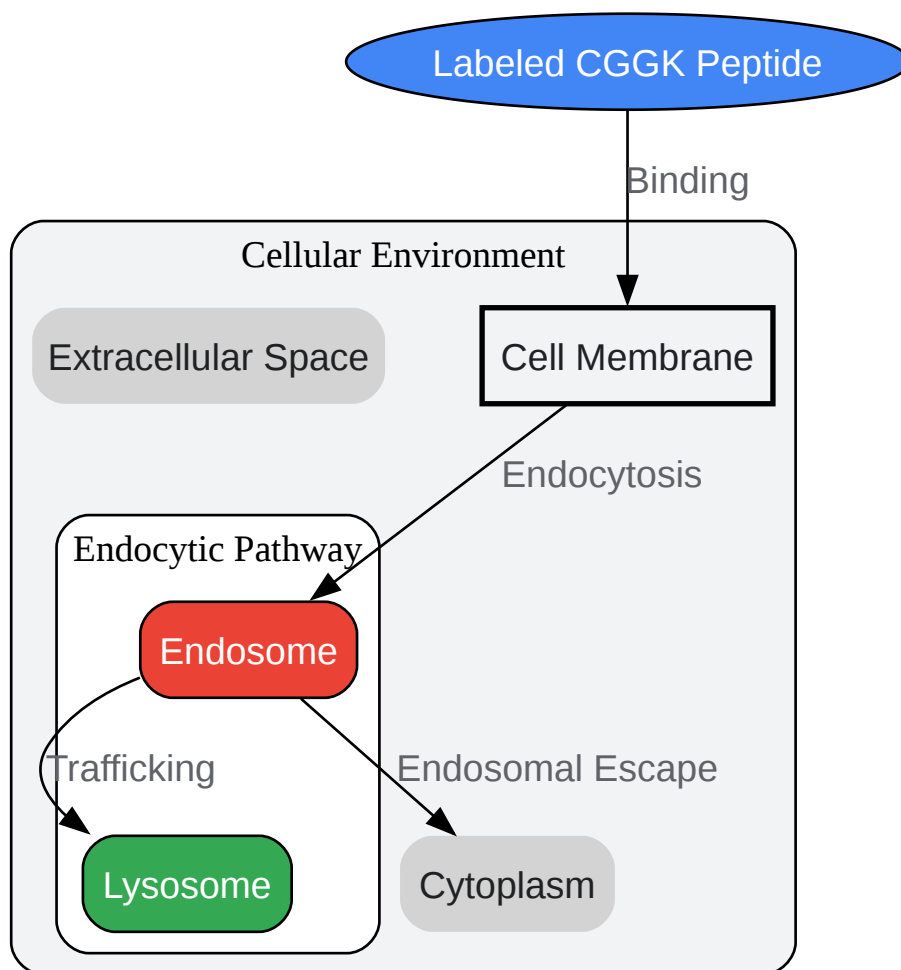 Labeled CGGK Peptide
Binding
Cellular Environment
Extracellular Space
Cell Membrane
Endocytosis
Endocytic Pathway
Endosome
Trafficking
Endosomal Escape
Lysosome
Cytoplasm